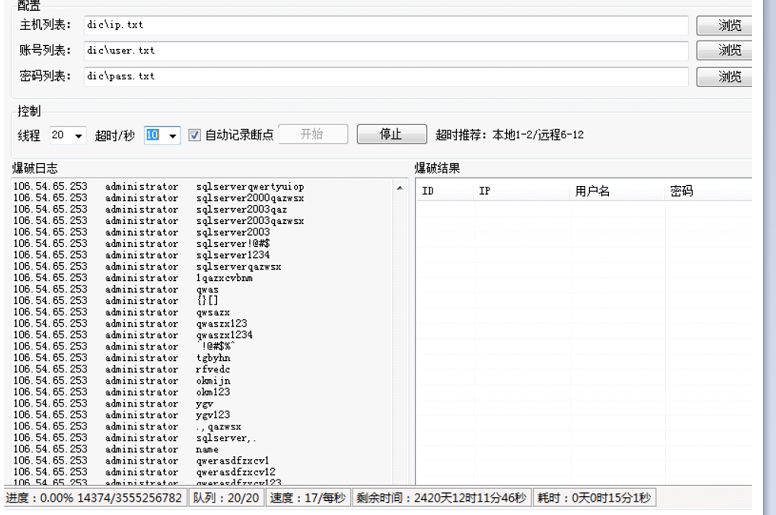 配置
主机列表： dic\ip.txt 浏览
账号列表： dic\user.txt 浏览
密码列表： dic\pass.txt 浏览
控制
线程 20 超时/秒 10 自动记录断点 开始 停止 超时推荐：本地1-2/远程6-12
爆破日志
106.54.65.253 administrator sqlserverqwertyuiop
106.54.65.253 administrator sqlserver2000qazwsx
106.54.65.253 administrator sqlserver2003qaz
106.54.65.253 administrator sqlserver2003qazwsx
106.54.65.253 administrator sqlserver2003
106.54.65.253 administrator sqlserver!@#$
106.54.65.253 administrator sqlserver1234
106.54.65.253 administrator sqlserverqazwsx
106.54.65.253 administrator 1qazxcvbnm
106.54.65.253 administrator qwas
106.54.65.253 administrator {}[]
106.54.65.253 administrator qwsazx
106.54.65.253 administrator qwaszx123
106.54.65.253 administrator qwaszx1234
106.54.65.253 administrator `!@#$%^
106.54.65.253 administrator tgbyhn
106.54.65.253 administrator rfvedc
106.54.65.253 administrator okmijn
106.54.65.253 administrator okm123
106.54.65.253 administrator ygv
106.54.65.253 administrator ygv123
106.54.65.253 administrator .,qazwsx
106.54.65.253 administrator sqlserver,.
106.54.65.253 administrator name
106.54.65.253 administrator qwerasdfzxcv1
106.54.65.253 administrator qwerasdfzxcv12
106.54.65.253 administrator qwerasdfzxcv123
爆破结果
ID IP 用户名 密码
进度：0.00% 14374/3555256782 队列：20/20 速度：17/每秒 剩余时间：2420天12时11分46秒 耗时：0天0时15分1秒